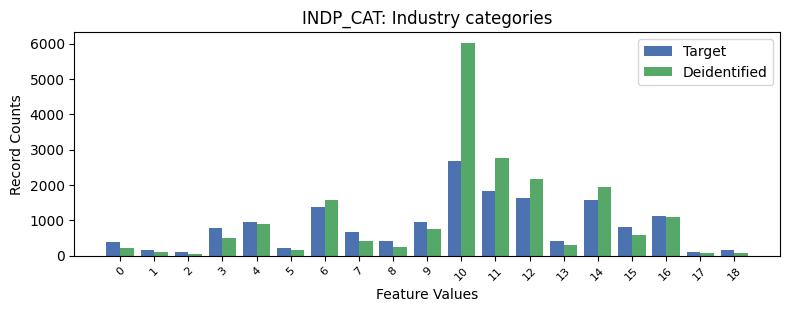 INDP_CAT: Industry categories
Target
Deidentified
Record Counts
6000
5000
4000
3000
2000
1000
0
0 1 2 3 4 5 6 7 8 9 10 11 12 13 14 15 16 17 18
Feature Values